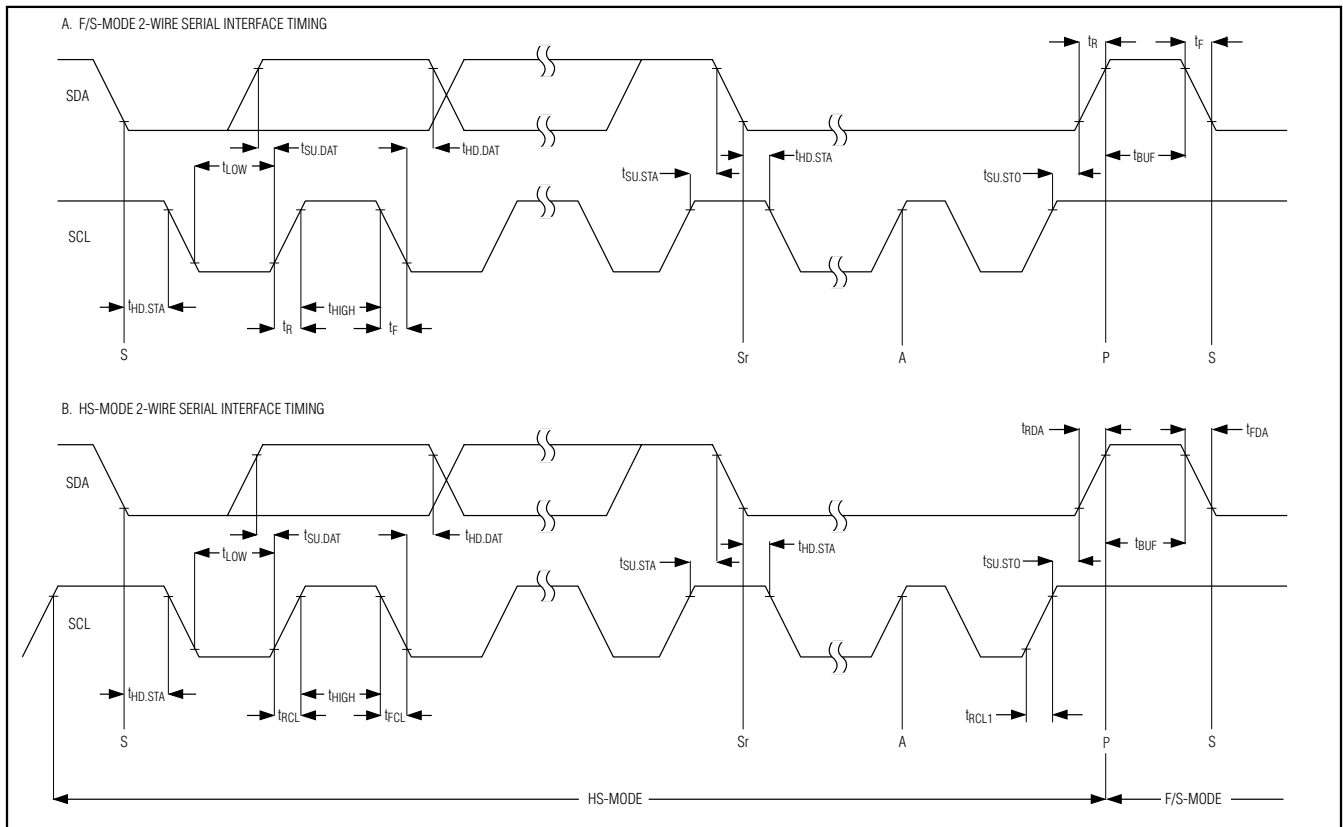 A. F/S-MODE 2-WIRE SERIAL INTERFACE TIMING
tR
tF
SDA
tSU.DAT
tHD.DAT
tLOW
tHD.STA
tBUF
tSU.STA
tSU.STO
SCL
tHD.STA
tHIGH
tR
tF
S
Sr
A
P
S
B. HS-MODE 2-WIRE SERIAL INTERFACE TIMING
tRDA
tFDA
SDA
tSU.DAT
tHD.DAT
tLOW
tHD.STA
tBUF
tSU.STA
tSU.STO
SCL
tHD.STA
tHIGH
tRCL
tFCL
tRCL1
S
Sr
A
P
S
HS-MODE
F/S-MODE